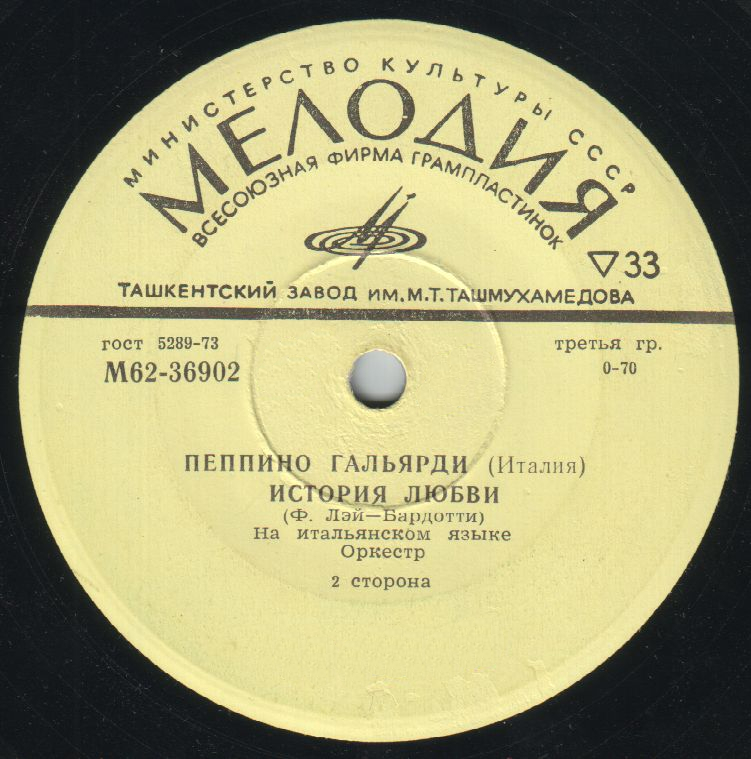 МИНИСТЕРСТВО КУЛЬТУРЫ СССР
МЕЛОДИЯ
ВСЕСОЮЗНАЯ ФИРМА ГРАМПЛАСТИНОК
▽33
ТАШКЕНТСКИЙ ЗАВОД ИМ. М.Т. ТАШМУХАМЕДОВА
гост 5289-73 третья гр.
М62-36902 0-70
ПЕППИНО ГАЛЬЯРДИ (Италия)
ИСТОРИЯ ЛЮБВИ
(Ф. Лэй—Бардотти)
На итальянском языке
Оркестр
2 сторона